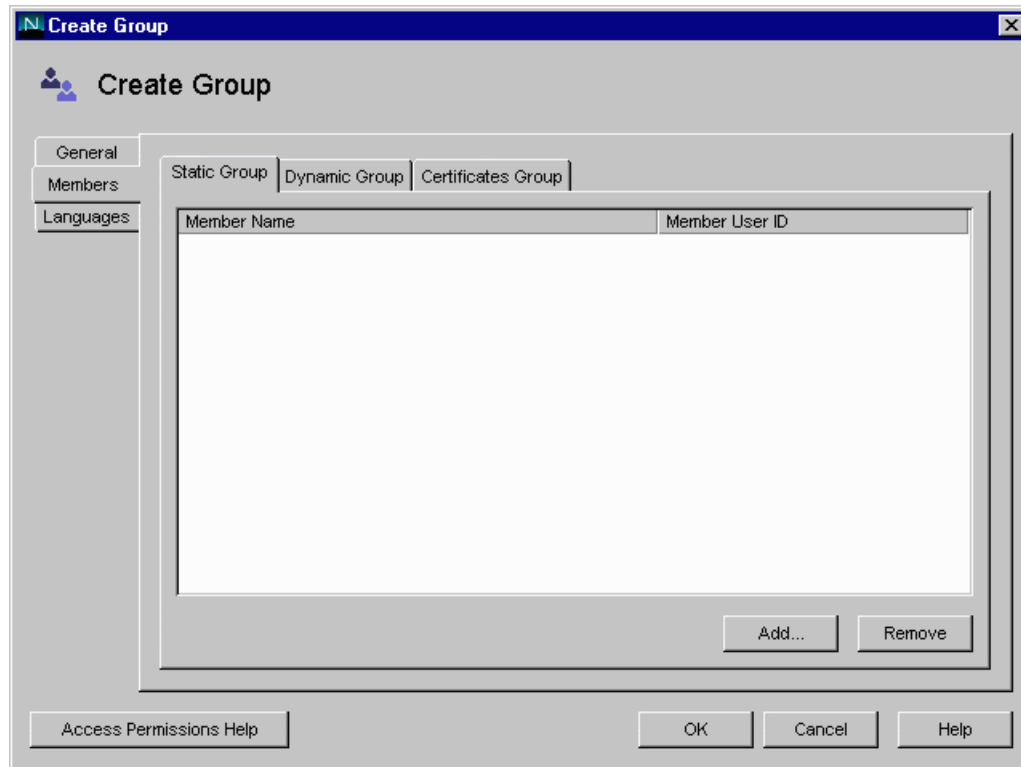 N Create Group
Create Group
General
Members
Languages
Static Group Dynamic Group Certificates Group
Member Name Member User ID
Add... Remove
Access Permissions Help OK Cancel Help